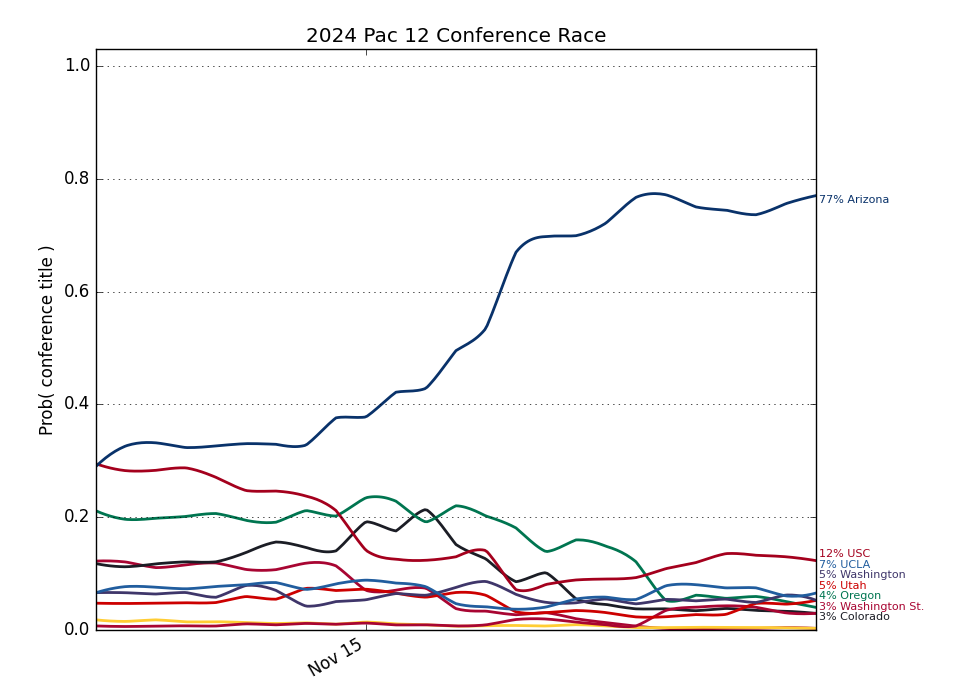 2024 Pac 12 Conference Race
1.0
0.8
0.6
0.4
0.2
0.0
Prob( conference title )
Nov 15
77% Arizona
12% USC
7% UCLA
5% Washington
5% Utah
4% Oregon
3% Washington St.
3% Colorado